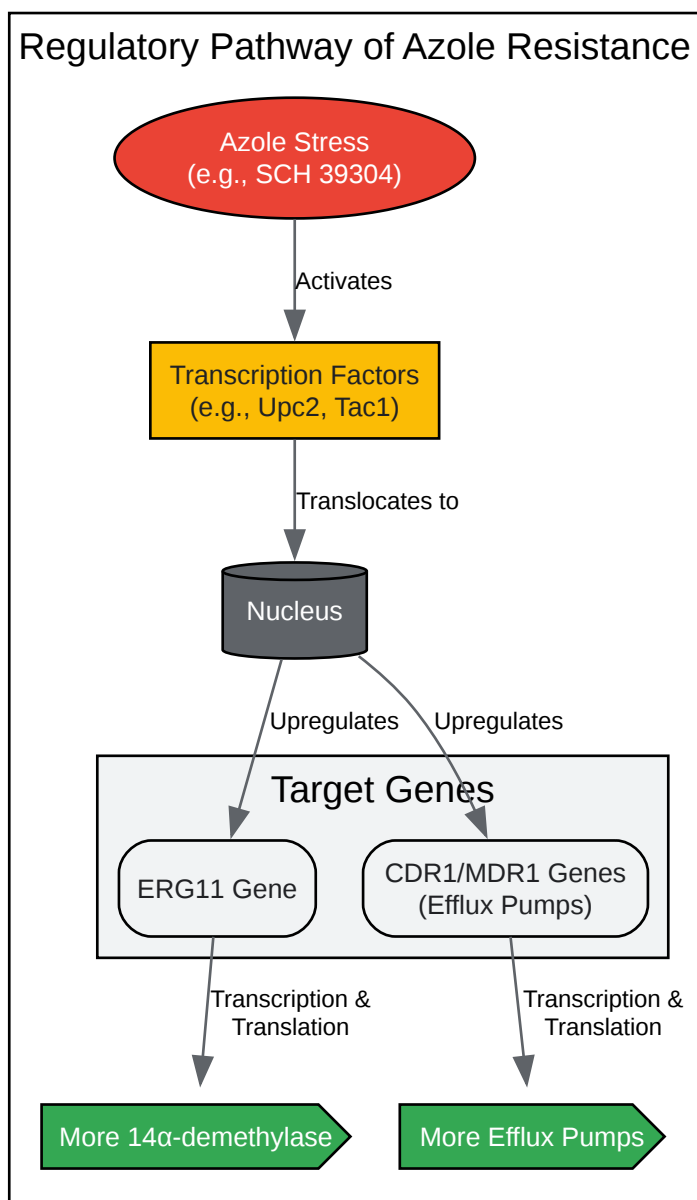 Regulatory Pathway of Azole Resistance
Azole Stress
(e.g., SCH 39304)
Activates
Transcription Factors
(e.g., Upc2, Tac1)
Translocates to
Nucleus
Upregulates
Upregulates
Target Genes
ERG11 Gene
CDR1/MDR1 Genes
(Efflux Pumps)
Transcription &
Translation
Transcription &
Translation
More 14α-demethylase
More Efflux Pumps